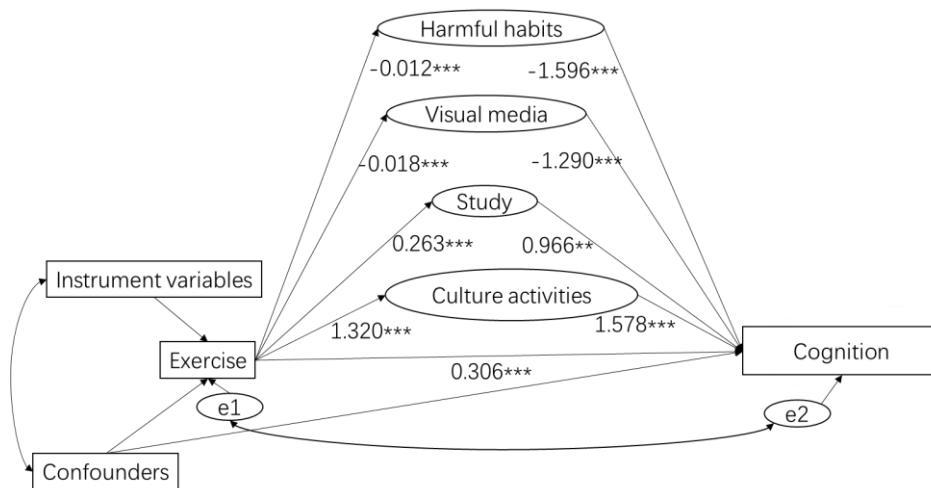 Harmful habits
-0.012*** -1.596***
Visual media
-0.018*** -1.290***
Study
0.263*** 0.966**
Instrument variables
Culture activities
1.320*** 1.578***
Exercise
Cognition
0.306***
e1
e2
Confounders